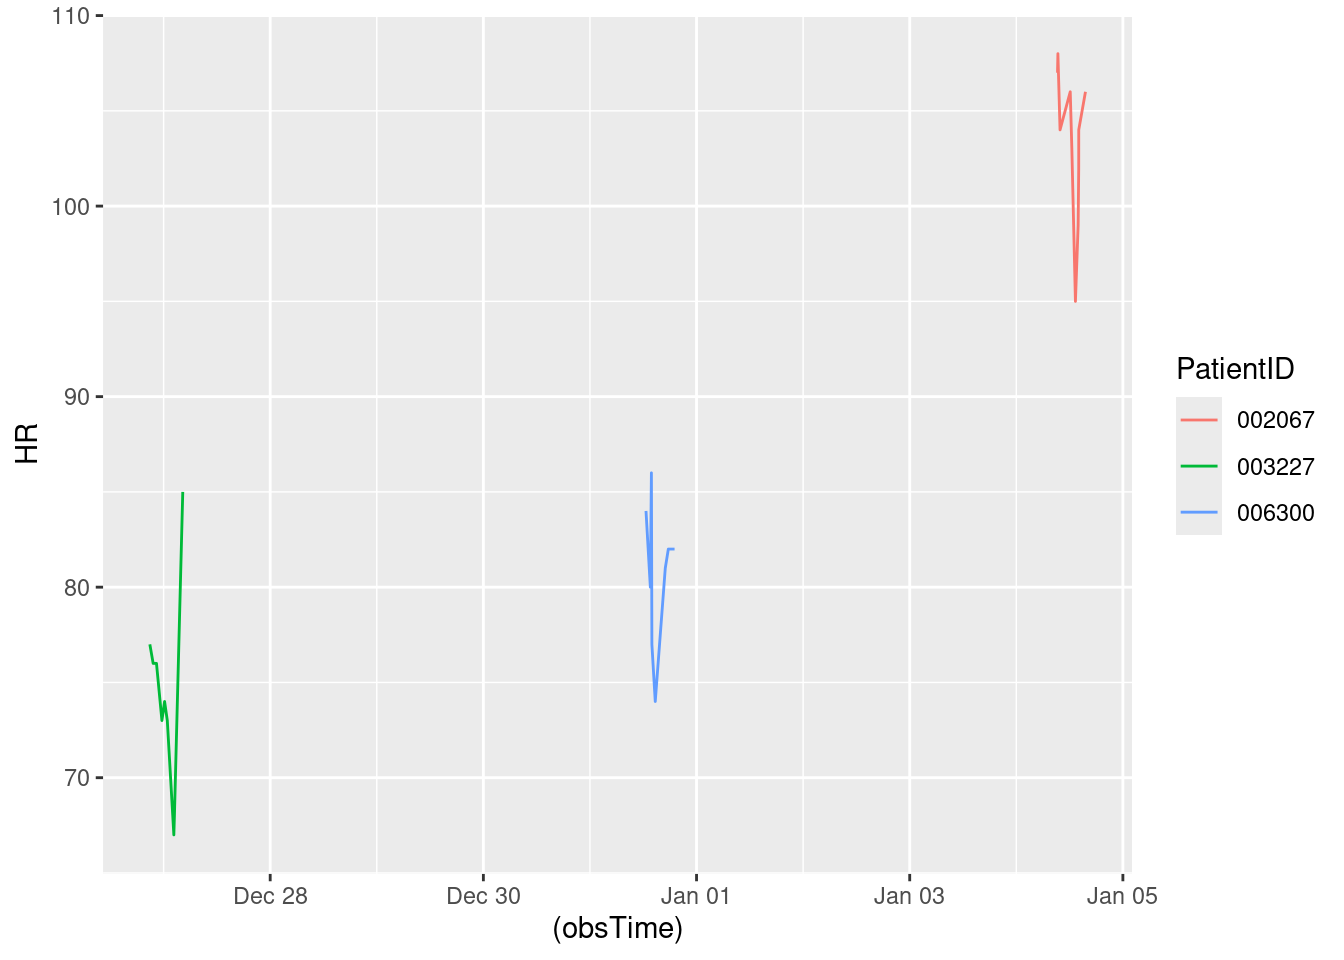 110
100
90
80
70
HR
Dec 28
Dec 30
Jan 01
Jan 03
Jan 05
(obsTime)
PatientID
002067
003227
006300